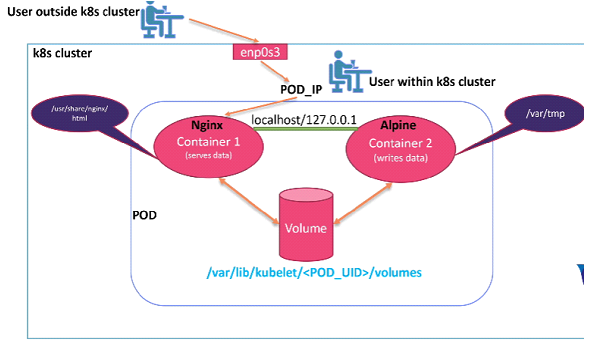 User outside k8s cluster
k8s cluster
enp0s3
POD_IP
User within k8s cluster
/usr/share/nginx/
html
localhost/127.0.0.1
Nginx
Container 1
(serves data)
Alpine
Container 2
(writes data)
/var/tmp
POD
Volume
/var/lib/kubelet/<POD_UID>/volumes